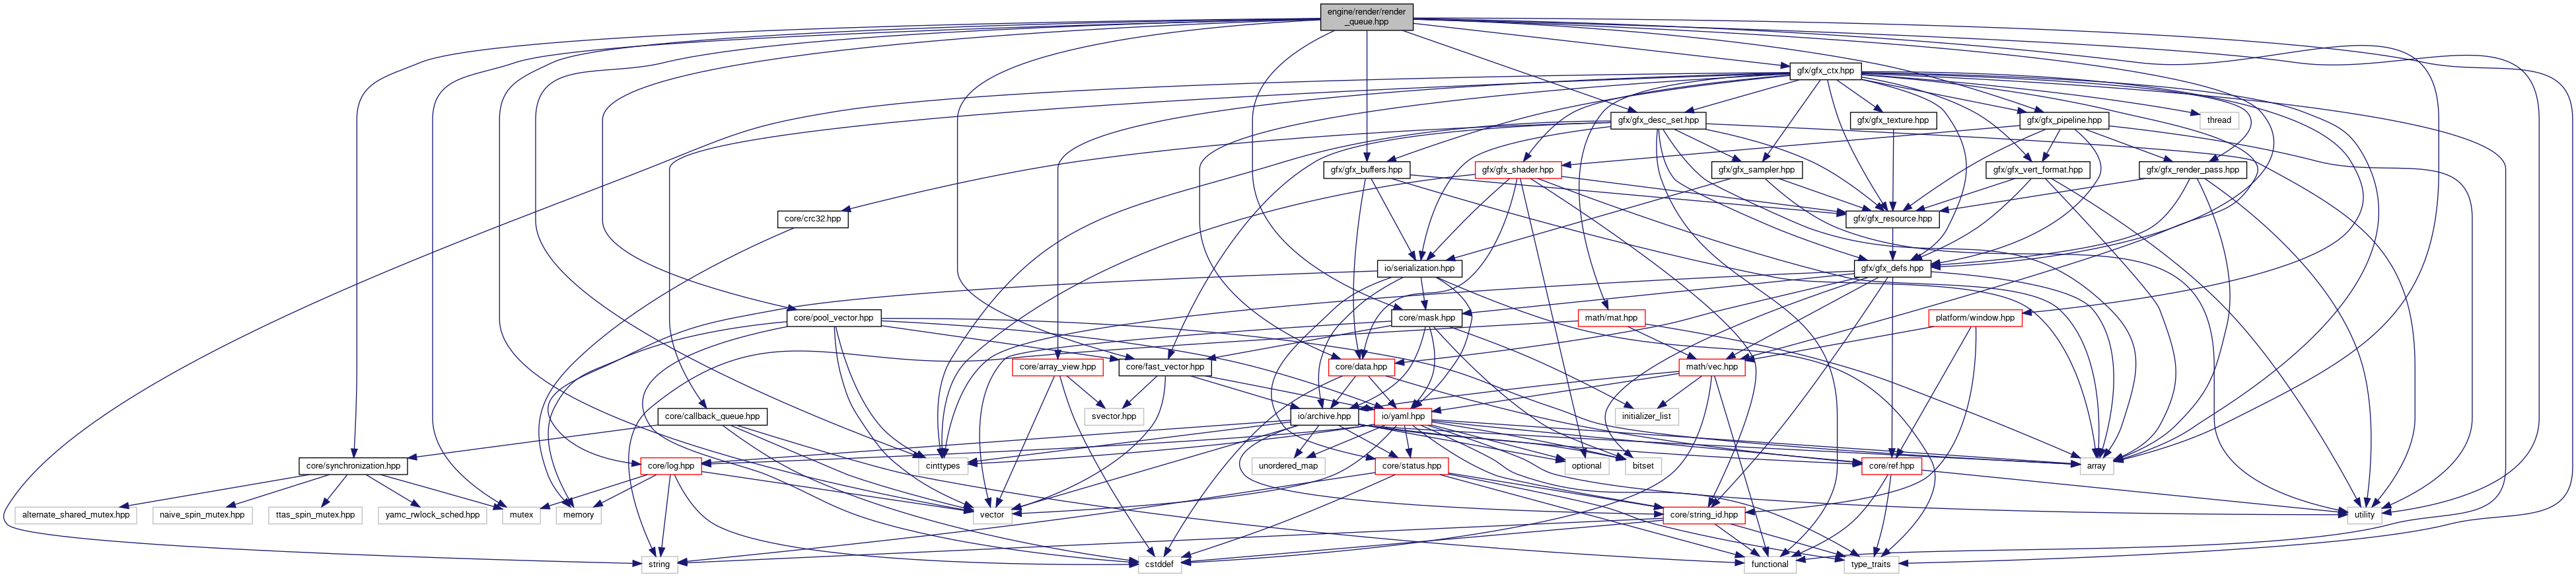 engine/render/render
_queue.hpp
gfx/gfx_ctx.hpp
gfx/gfx_desc_set.hpp
gfx/gfx_texture.hpp
gfx/gfx_pipeline.hpp
thread
gfx/gfx_buffers.hpp
gfx/gfx_shader.hpp
gfx/gfx_sampler.hpp
gfx/gfx_vert_format.hpp
gfx/gfx_render_pass.hpp
core/crc32.hpp
gfx/gfx_resource.hpp
io/serialization.hpp
gfx/gfx_defs.hpp
core/pool_vector.hpp
core/mask.hpp
math/mat.hpp
platform/window.hpp
core/array_view.hpp
core/fast_vector.hpp
core/data.hpp
math/vec.hpp
core/callback_queue.hpp
svector.hpp
io/archive.hpp
io/yaml.hpp
initializer_list
core/synchronization.hpp
core/log.hpp
cinttypes
unordered_map
core/status.hpp
optional
bitset
core/ref.hpp
array
alternate_shared_mutex.hpp
naive_spin_mutex.hpp
ttas_spin_mutex.hpp
yamc_rwlock_sched.hpp
mutex
memory
vector
core/string_id.hpp
utility
string
cstddef
functional
type_traits